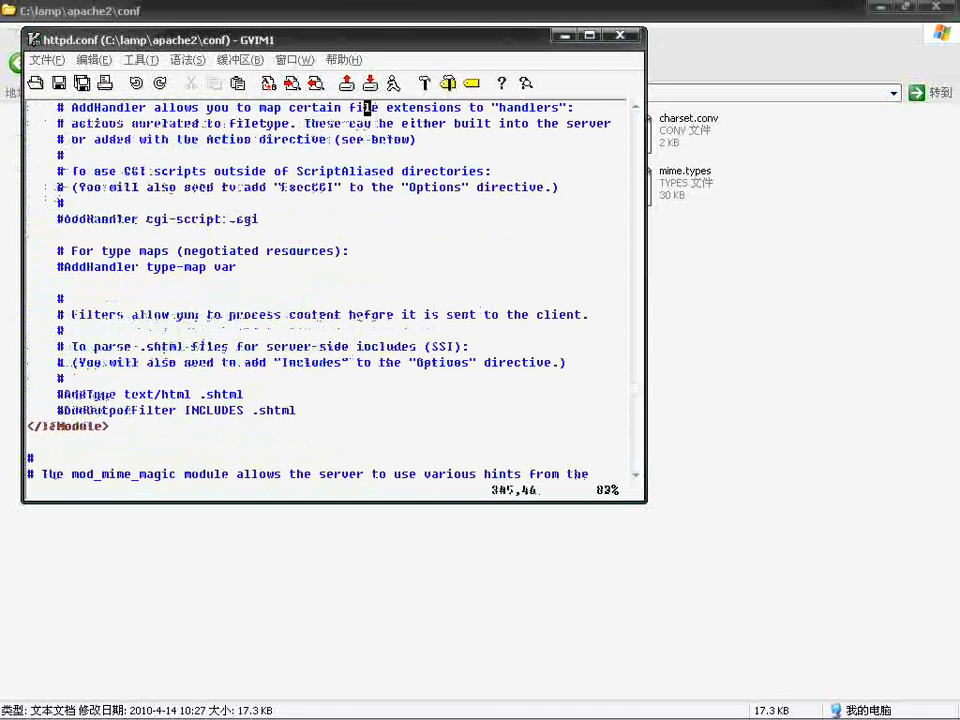 C:\lamp\apache2\conf
httpd.conf (C:\lamp\apache2\conf) - GVIM1
文件(F) 编辑(E) 工具(T) 语法(S) 缓冲区(B) 窗口(W) 帮助(H)
转到
# AddHandler allows you to map certain file extensions to "handlers":
# actions unrelated to filetype. These can be either built into the server
# or added with the Action directive (see below)
#
# To use CGI scripts outside of ScriptAliased directories:
# (You will also need to add "ExecCGI" to the "Options" directive.)
#
#AddHandler cgi-script .cgi
# For type maps (negotiated resources):
#AddHandler type-map var
#
# Filters allow you to process content before it is sent to the client.
#
# To parse .shtml files for server-side includes (SSI):
# (You will also need to add "Includes" to the "Options" directive.)
#
#AddType text/html .shtml
INCLUDES .shtml
</IfModule>
#
# The mod_mime_magic module allows the server to use various hints from the
charset.conv
CONV 文件
2 KB
mime.types
TYPES 文件
30 KB
类型: 文本文档 修改日期: 2010-4-14 10:27 大小: 17.3 KB
17.3 KB
我的电脑